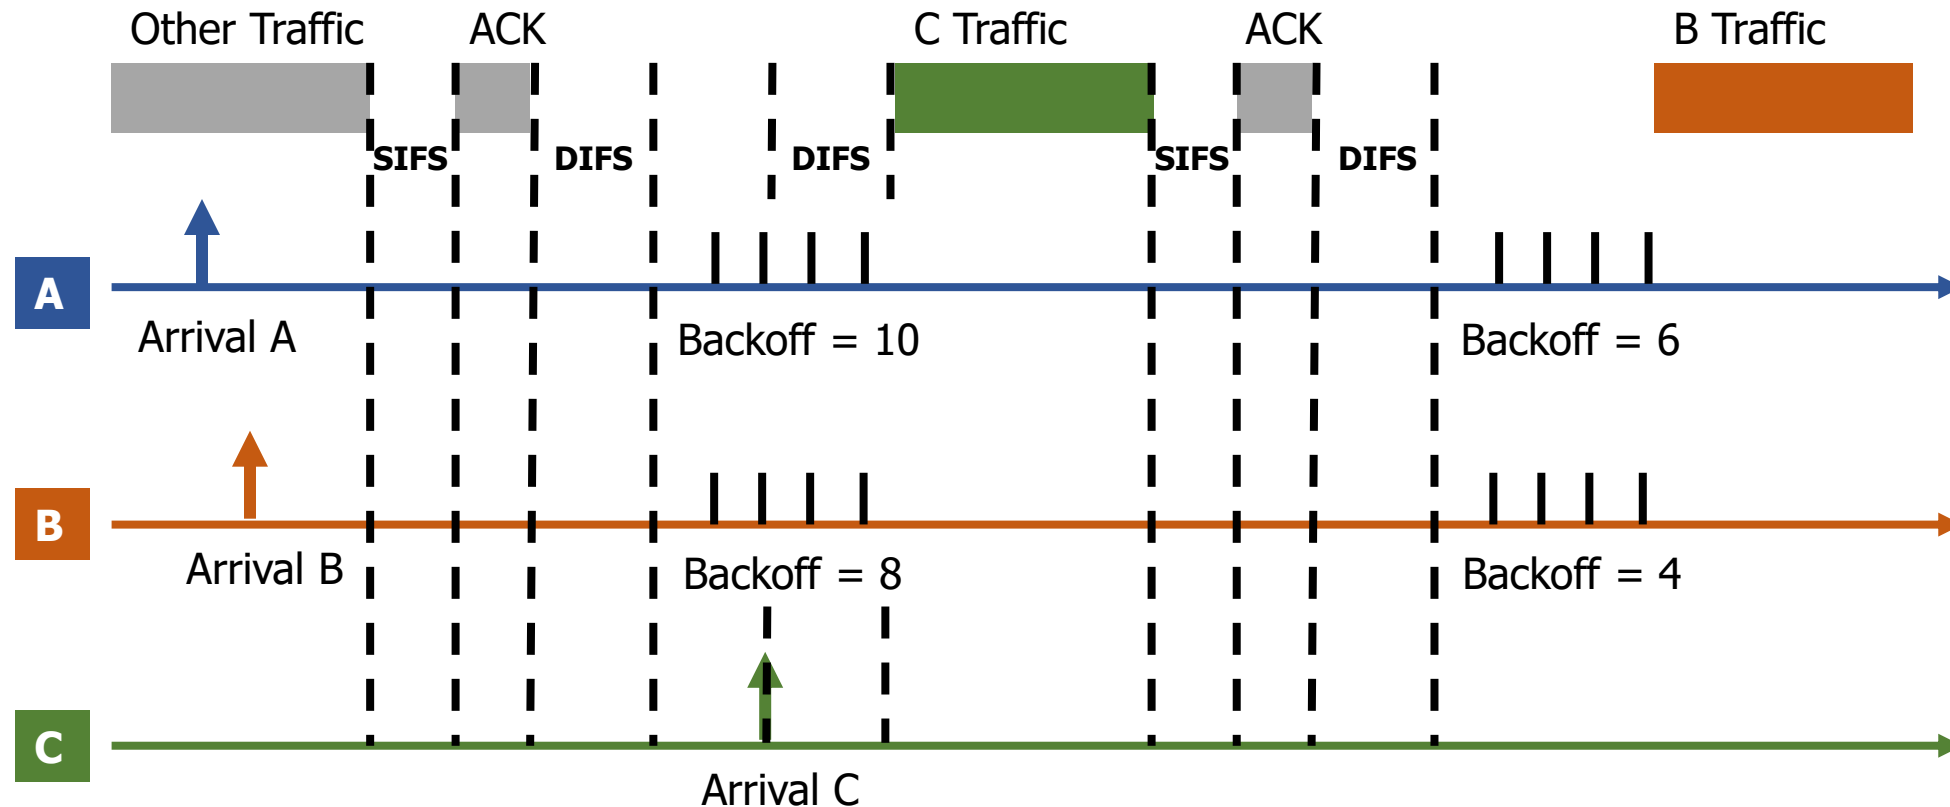 Other Traffic ACK C Traffic ACK B Traffic
SIFS DIFS DIFS SIFS DIFS
A
Arrival A Backoff = 10 Backoff = 6
B
Arrival B Backoff = 8 Backoff = 4
C
Arrival C